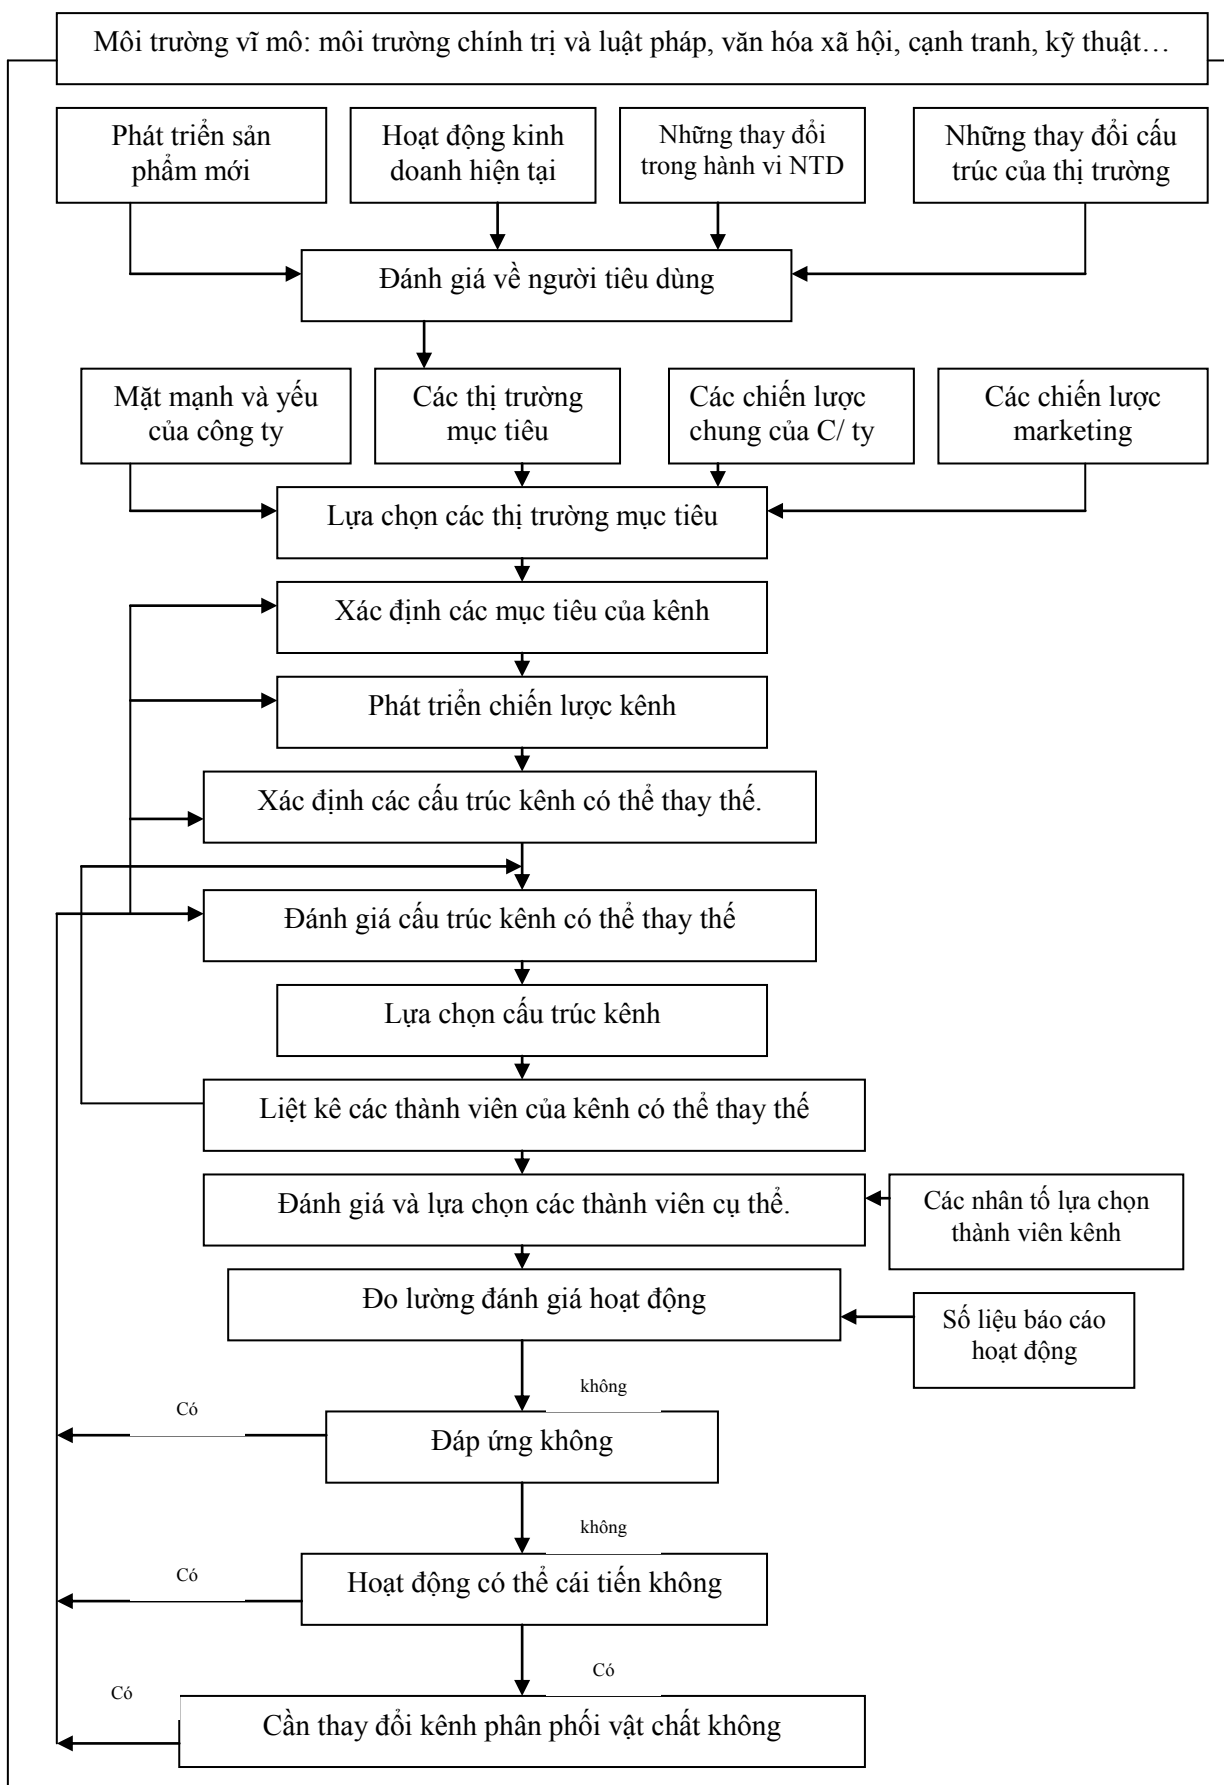 Môi trường vĩ mô: môi trường chính trị và luật pháp, văn hóa xã hội, cạnh tranh, kỹ thuật…
Phát triển sản
phẩm mới
Hoạt động kinh
doanh hiện tại
Những thay đổi
trong hành vi NTD
Những thay đổi cấu
trúc của thị trường
Đánh giá về người tiêu dùng
Mặt mạnh và yếu
của công ty
Các thị trường
mục tiêu
Các chiến lược
chung của C/ ty
Các chiến lược
marketing
Lựa chọn các thị trường mục tiêu
Xác định các mục tiêu của kênh
Phát triển chiến lược kênh
Xác định các cấu trúc kênh có thể thay thế.
Đánh giá cấu trúc kênh có thể thay thế
Lựa chọn cấu trúc kênh
Liệt kê các thành viên của kênh có thể thay thế
Đánh giá và lựa chọn các thành viên cụ thể.
Các nhân tố lựa chọn
thành viên kênh
Đo lường đánh giá hoạt động
Số liệu báo cáo
hoạt động
không
Có
Đáp ứng không
không
Có
Hoạt động có thể cái tiến không
Có
Có
Cần thay đổi kênh phân phối vật chất không